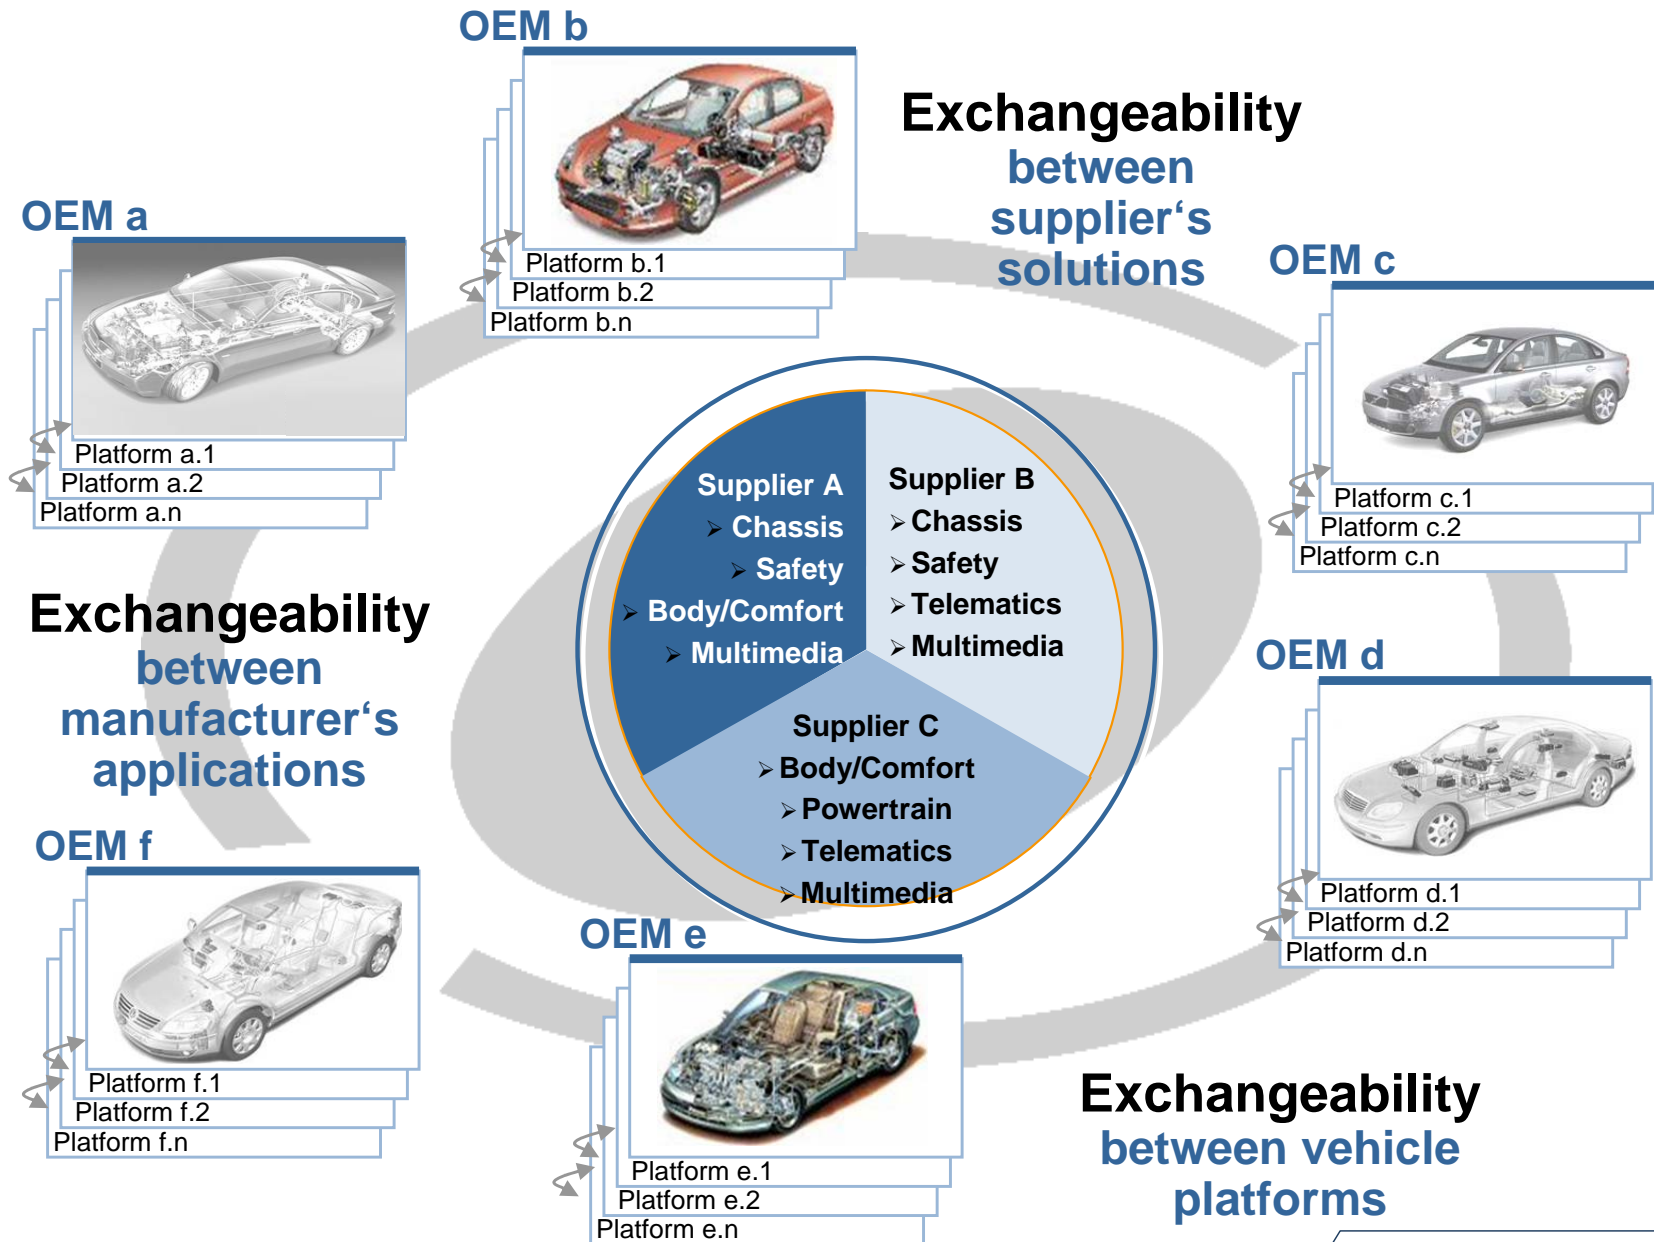 OEM b
Platform b.1
Platform b.2
Platform b.n
Exchangeability
between
supplier‘s
solutions
OEM a
Platform a.1
Platform a.2
Platform a.n
OEM c
Platform c.1
Platform c.2
Platform c.n
Supplier A
➢ Chassis
➢ Safety
➢ Body/Comfort
➢ Multimedia
Supplier B
➢ Chassis
➢ Safety
➢ Telematics
➢ Multimedia
Supplier C
➢ Body/Comfort
➢ Powertrain
➢ Telematics
➢ Multimedia
Exchangeability
between
manufacturer‘s
applications
OEM d
Platform d.1
Platform d.2
Platform d.n
OEM f
Platform f.1
Platform f.2
Platform f.n
OEM e
Platform e.1
Platform e.2
Platform e.n
Exchangeability
between vehicle
platforms